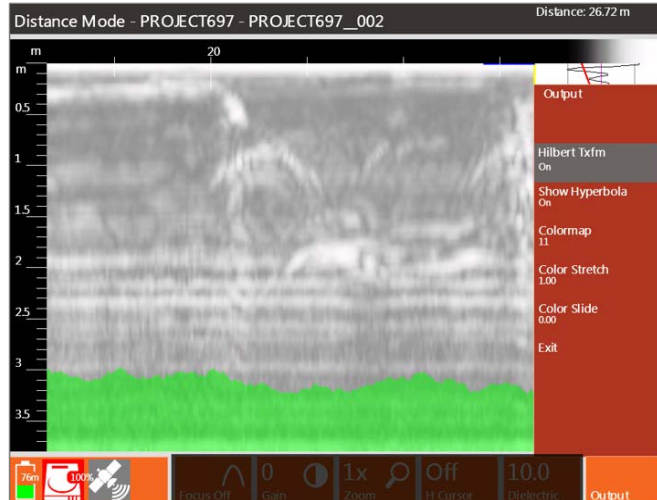 Distance Mode - PROJECT697 - PROJECT697__002
Distance: 26.72 m
m
20
m
0.5
1
1.5
2
2.5
3
3.5
Output
Hilbert Txfm
On
Show Hyperbola
On
Colormap
11
Color Stretch
1.00
Color Slide
0.00
Exit
76m
100%
0
1x
Off
10.0
Focus Off
Gain
Zoom
H Cursor
Dielectric
Output